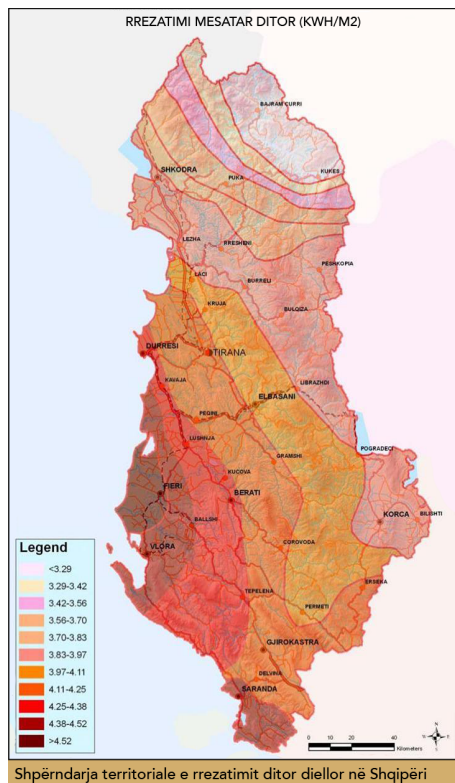 RREZATIMI MESATAR DITOR (KWH/M2)
BAJRAM CURRI
KUKES
SHKODRA
PUKA
LEZHA
RRESHENI
PESHKOPIA
LACI
BURRELI
KRUJA
BULQIZA
DURRESI
TIRANA
KAVAJA
LIBRAZHDI
ELBASANI
PEQINI
LUSHNJA
POGRADECI
GRAMSHI
KUCOVA
FIERI
BERATI
KORCA
BILISHTI
BALLSHI
VLORA
COROVODA
ERSEKA
TEPELENA
PERMETI
GJIROKASTRA
DELVINA
SARANDA
Legend
<3.29
3.29-3.42
3.42-3.56
3.56-3.70
3.70-3.83
3.83-3.97
3.97-4.11
4.11-4.25
4.25-4.38
4.38-4.52
>4.52
0 10 20 40
Kilometers
Shpërndarja territoriale e rrezatimit ditor diellor në Shqipëri